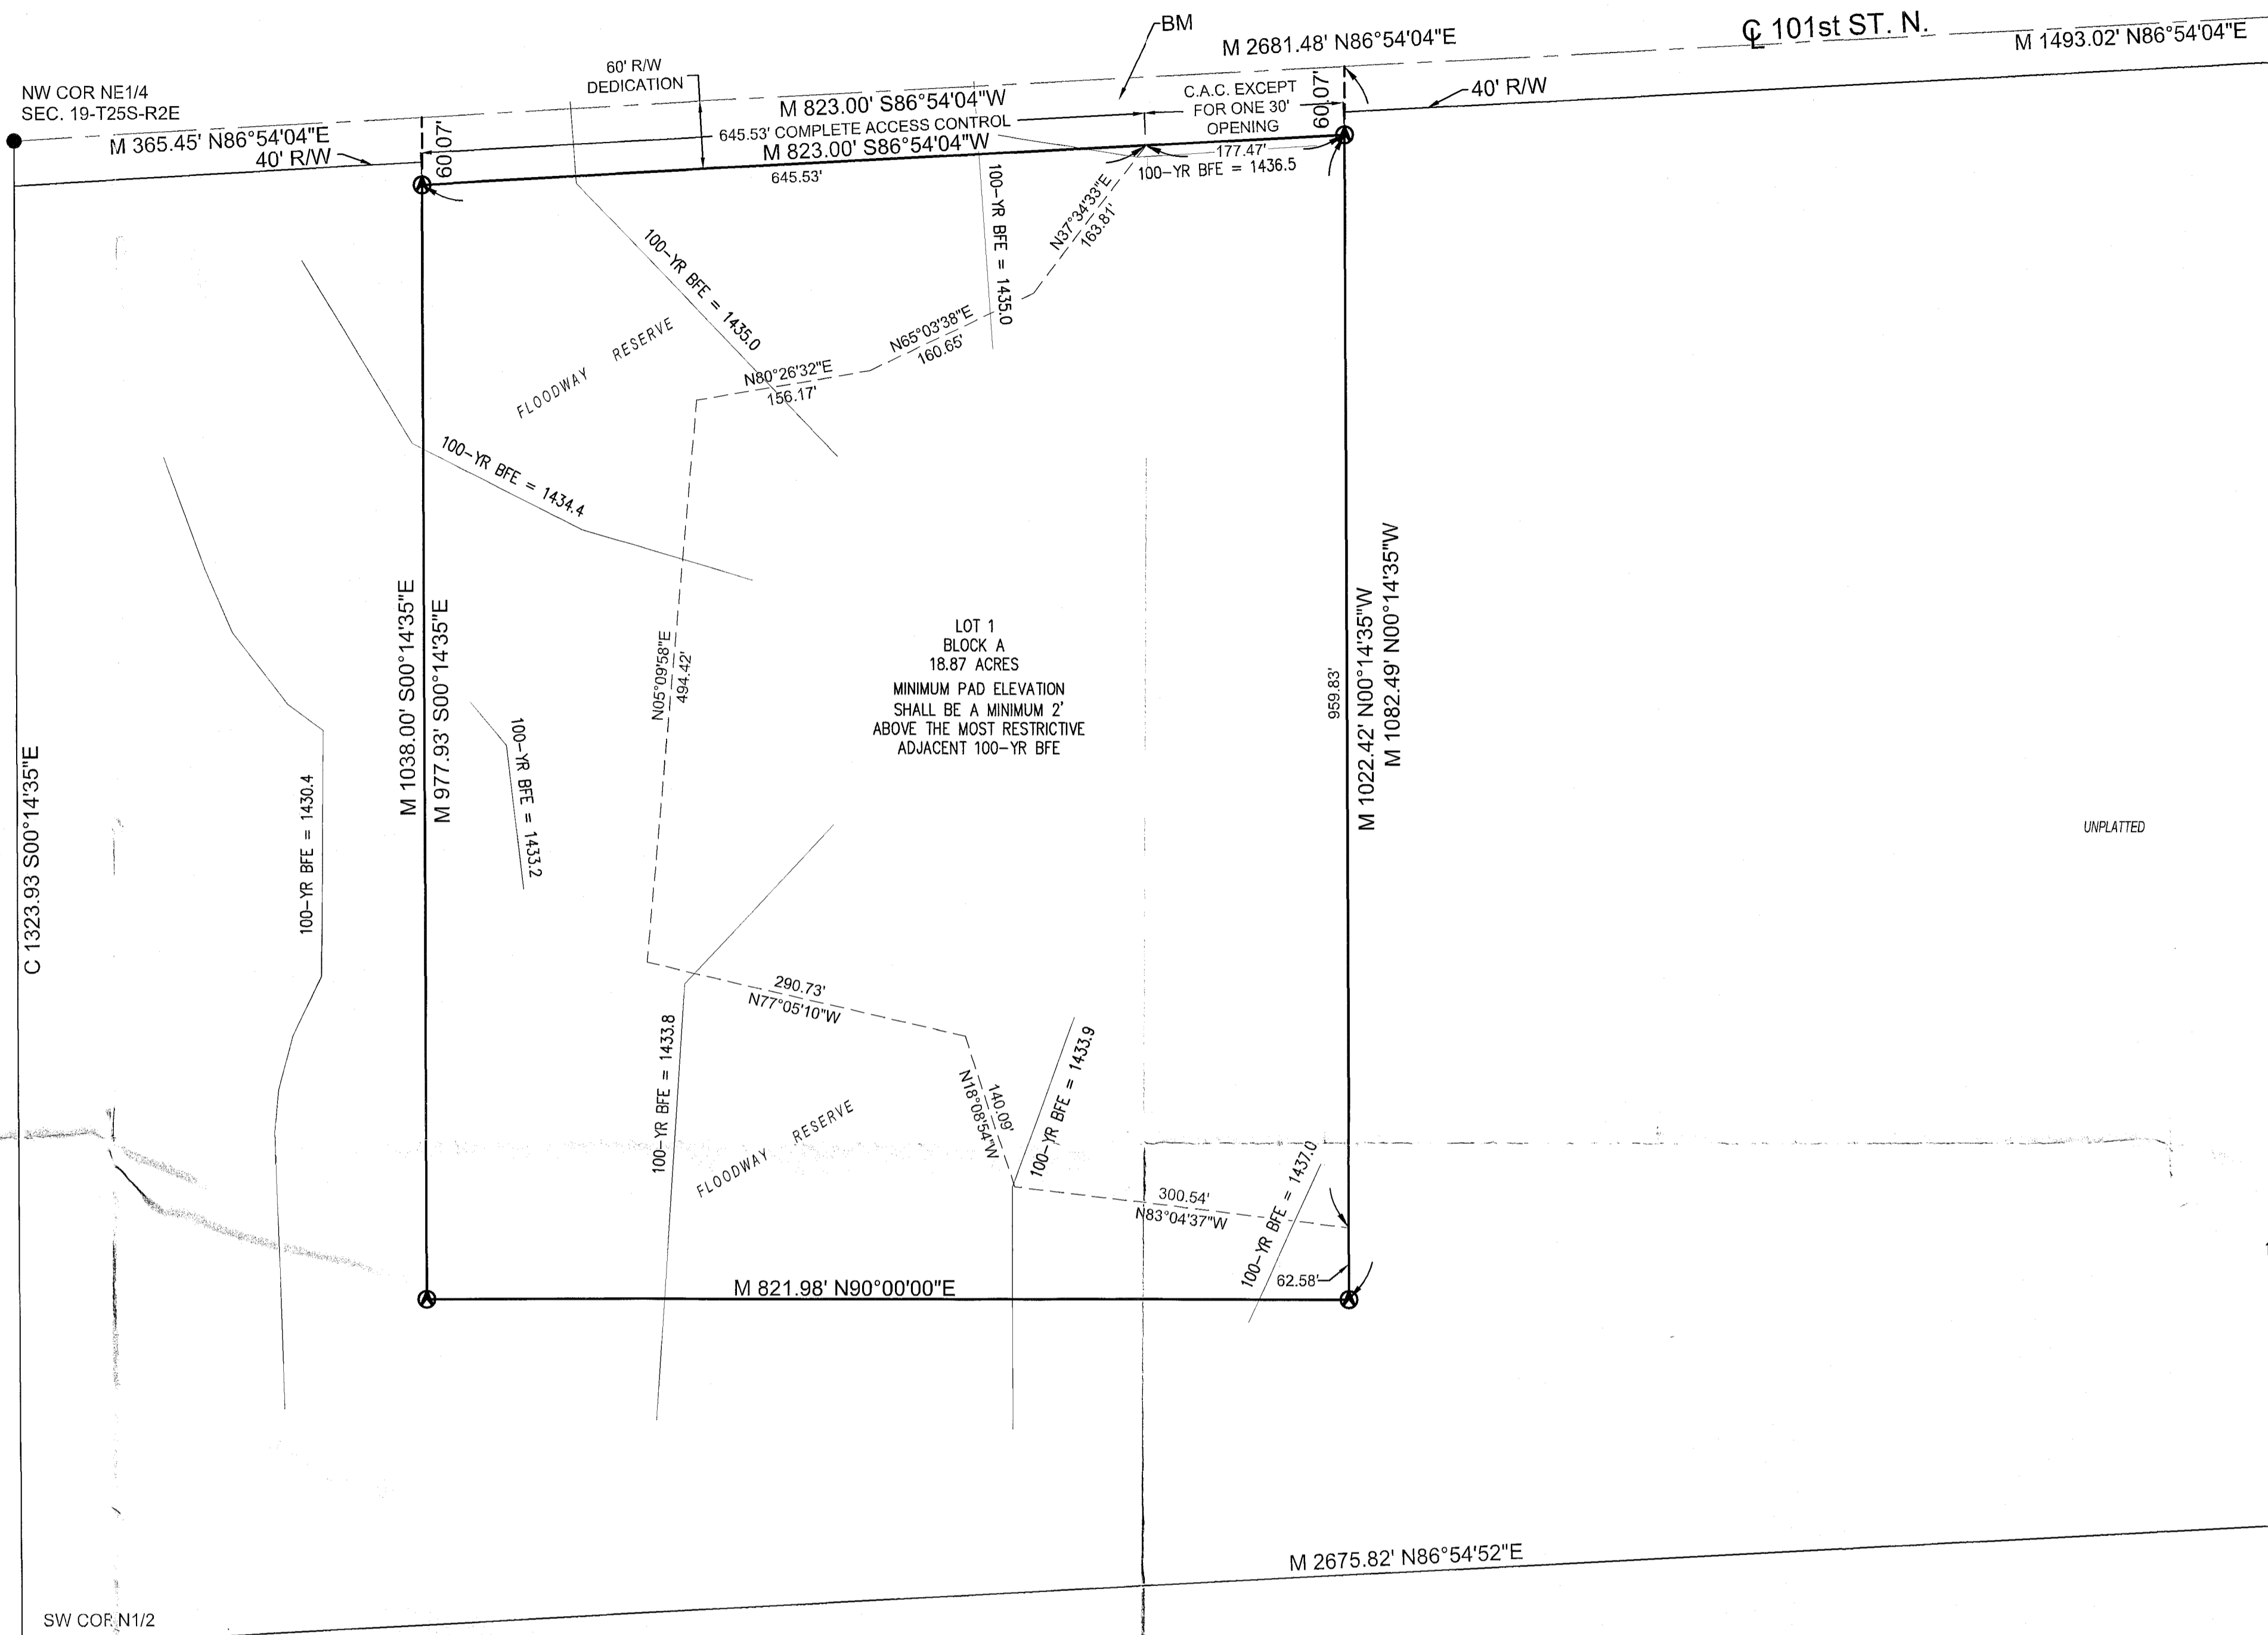 BM
M 2681.48' N86°54'04"E
℄ 101st ST. N.
M 1493.02' N86°54'04"E
60' R/W
DEDICATION
NW COR NE1/4
SEC. 19-T25S-R2E
M 365.45' N86°54'04"E
40' R/W
60.07'
M 823.00' S86°54'04"W
645.53' COMPLETE ACCESS CONTROL
M 823.00' S86°54'04"W
645.53'
C.A.C. EXCEPT
FOR ONE 30'
OPENING
60.07'
40' R/W
177.47'
100-YR BFE = 1436.5
100-YR BFE = 1435.0
100-YR BFE = 1435.0
N37°34'33"E
163.81'
N65°03'38"E
160.65'
N80°26'32"E
156.17'
FLOODWAY RESERVE
100-YR BFE = 1434.4
M 1038.00' S00°14'35"E
M 977.93' S00°14'35"E
N05°09'58"E
494.42'
LOT 1
BLOCK A
18.87 ACRES
MINIMUM PAD ELEVATION
SHALL BE A MINIMUM 2'
ABOVE THE MOST RESTRICTIVE
ADJACENT 100-YR BFE
959.83'
M 1022.42' N00°14'35"W
M 1082.49' N00°14'35"W
UNPLATTED
C 1323.93 S00°14'35"E
100-YR BFE = 1430.4
100-YR BFE = 1433.2
290.73'
N77°05'10"W
100-YR BFE = 1433.8
140.09'
N18°08'54"W
100-YR BFE = 1433.9
FLOODWAY RESERVE
300.54'
N83°04'37"W
100-YR BFE = 1437.0
62.58'
M 821.98' N90°00'00"E
M 2675.82' N86°54'52"E
SW COR N1/2